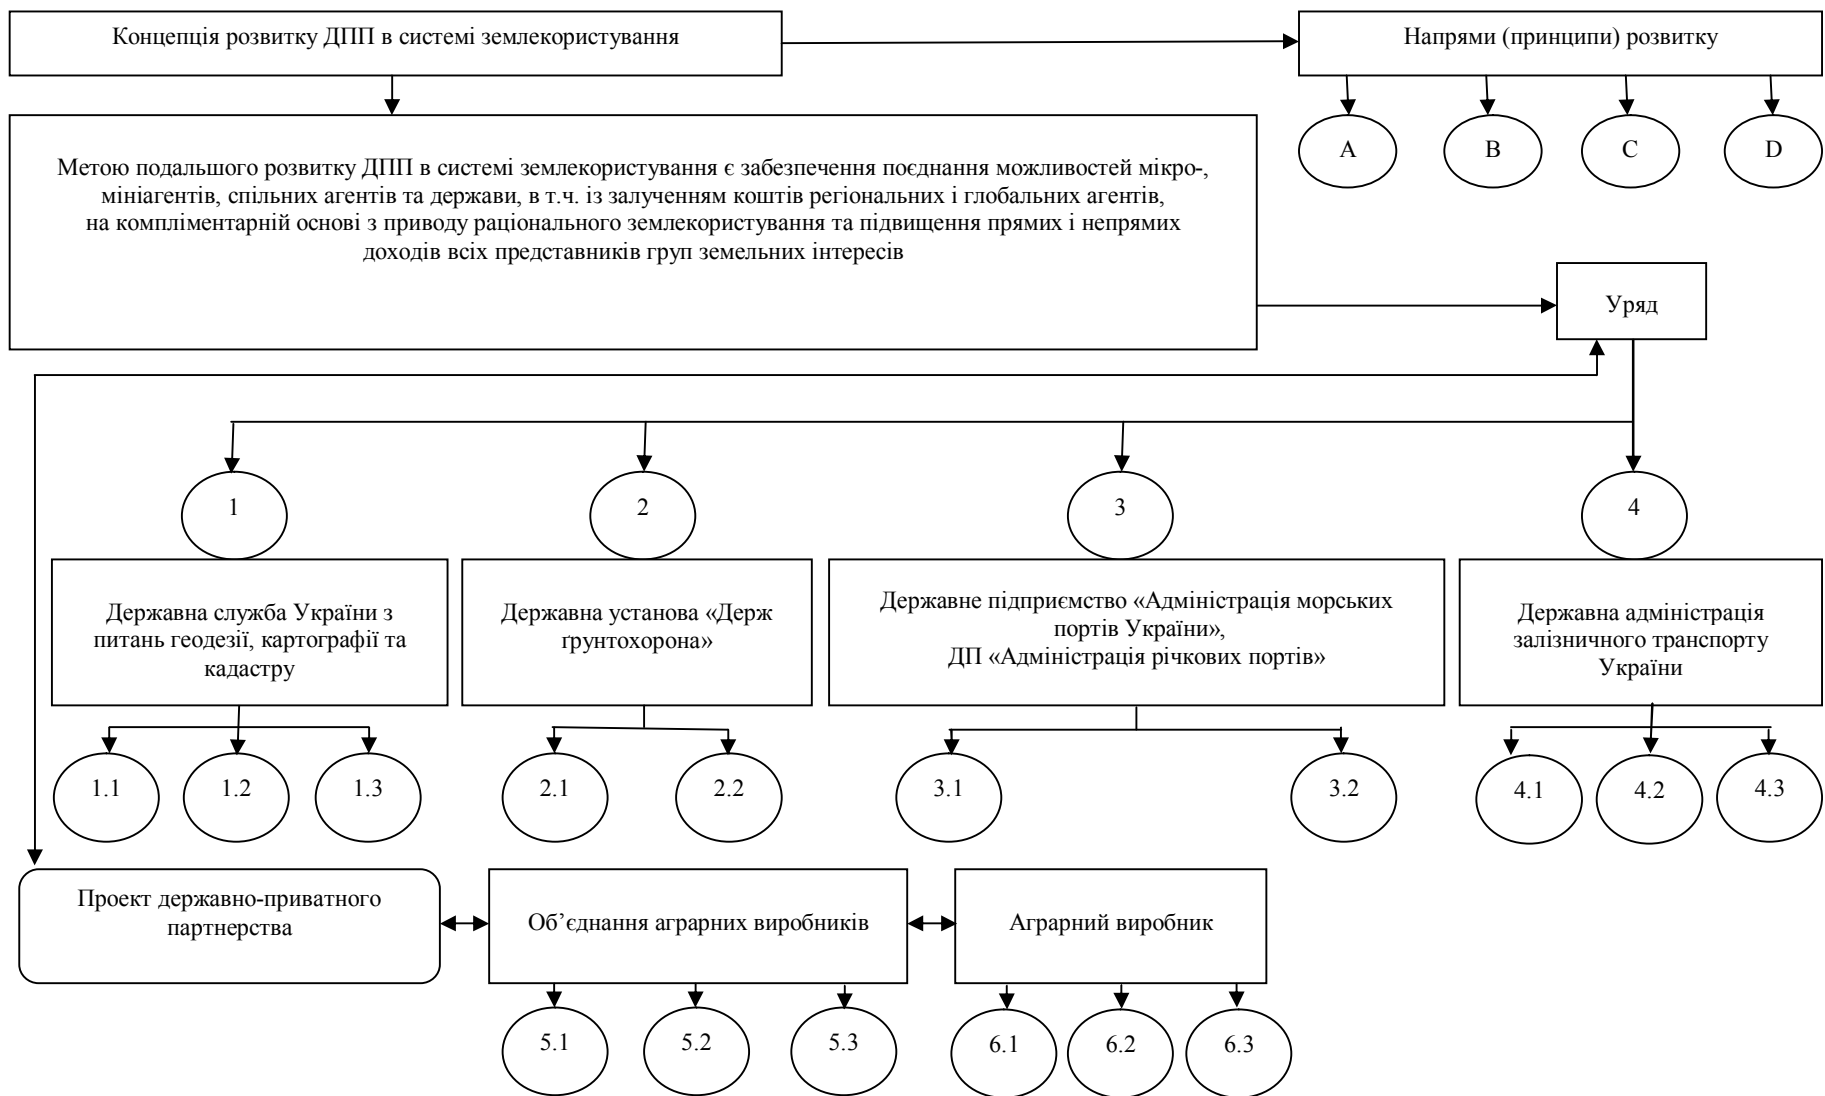 Концепція розвитку ДПП в системі землекористування
Напрями (принципи) розвитку
A
B
C
D
Метою подальшого розвитку ДПП в системі землекористування є забезпечення поєднання можливостей мікро-,
мініагентів, спільних агентів та держави, в т.ч. із залученням коштів регіональних і глобальних агентів,
на компліментарній основі з приводу раціонального землекористування та підвищення прямих і непрямих
доходів всіх представників груп земельних інтересів
Уряд
1
2
3
4
Державна служба України з
питань геодезії, картографії та
кадастру
Державна установа «Держ
ґрунтохорона»
Державне підприємство «Адміністрація морських
портів України»,
ДП «Адміністрація річкових портів»
Державна адміністрація
залізничного транспорту
України
1.1
1.2
1.3
2.1
2.2
3.1
3.2
4.1
4.2
4.3
Проект державно-приватного
партнерства
Об’єднання аграрних виробників
Аграрний виробник
5.1
5.2
5.3
6.1
6.2
6.3